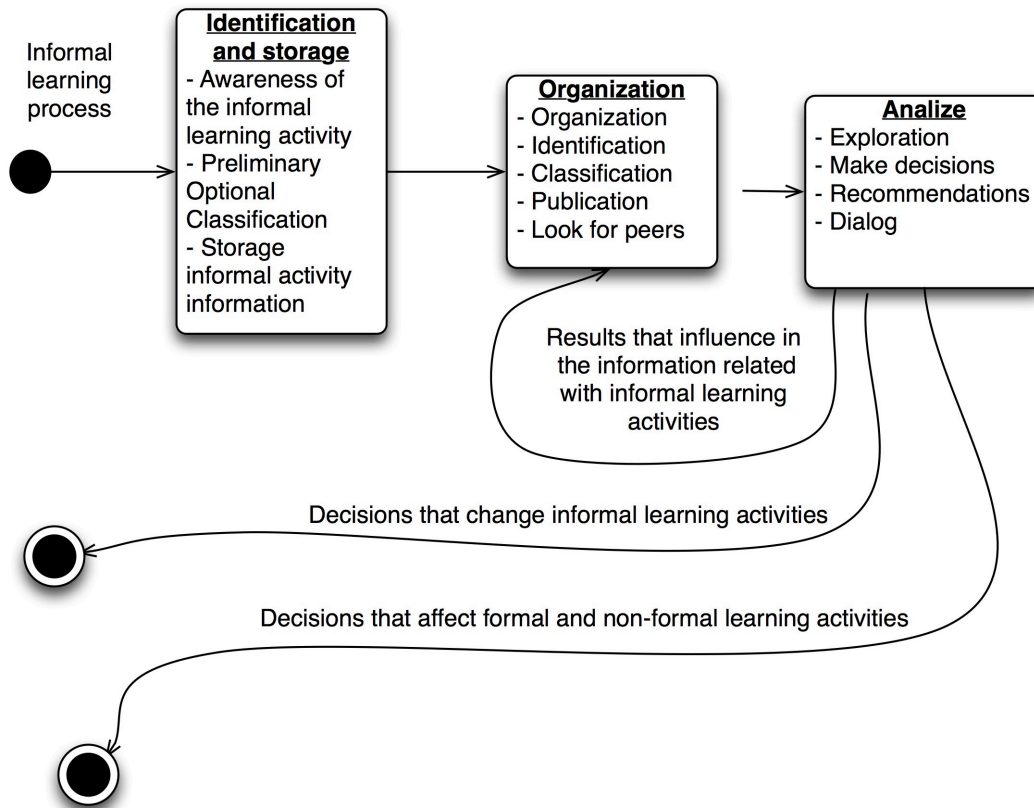 Informal
learning
process
Identification
and storage
- Awareness of
the informal
learning activity
- Preliminary
Optional
Classification
- Storage
informal activity
information
Organization
- Organization
- Identification
- Classification
- Publication
- Look for peers
Analize
- Exploration
- Make decisions
- Recommendations
- Dialog
Results that influence in
the information related
with informal learning
activities
Decisions that change informal learning activities
Decisions that affect formal and non-formal learning activities